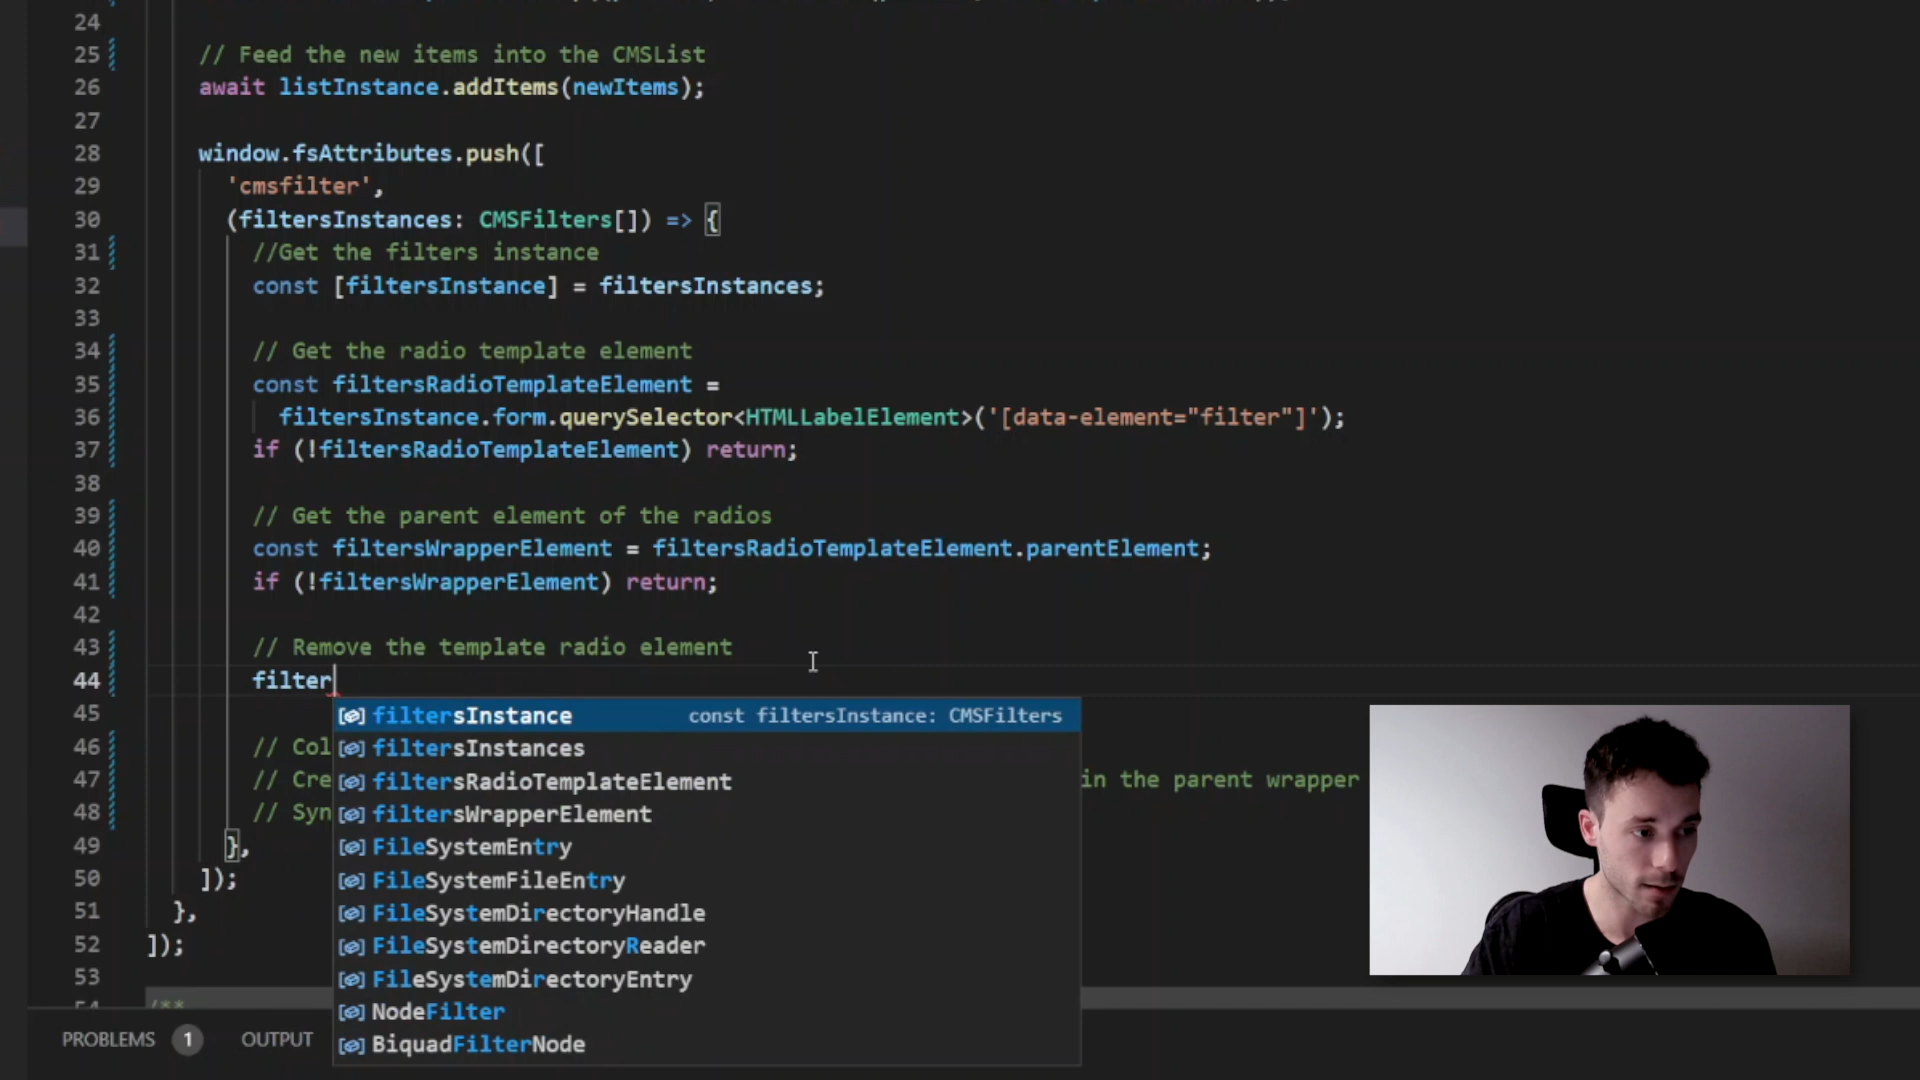 24
25 // Feed the new items into the CMSList
26 await listInstance.addItems(newItems);
27
28 window.fsAttributes.push([
29 'cmsfilter',
30 (filtersInstances: CMSFilters[]) => {
31 //Get the filters instance
32 const [filtersInstance] = filtersInstances;
33
34 // Get the radio template element
35 const filtersRadioTemplateElement =
36 filtersInstance.form.querySelector<HTMLLabelElement>('[data-element="filter"]');
37 if (!filtersRadioTemplateElement) return;
38
39 // Get the parent element of the radios
40 const filtersWrapperElement = filtersRadioTemplateElement.parentElement;
41 if (!filtersWrapperElement) return;
42
43 // Remove the template radio element
44 filter
45 filtersInstance const filtersInstance: CMSFilters
46 // Col filtersInstances
47 // Cre filtersRadioTemplateElement in the parent wrapper
48 // Syn filtersWrapperElement
49 }, FileSystemEntry
50 ]); FileSystemFileEntry
51 }, FileSystemDirectoryHandle
52 ]); FileSystemDirectoryReader
53 FileSystemDirectoryEntry
54 /** NodeFilter
PROBLEMS 1 OUTPUT BiquadFilterNode